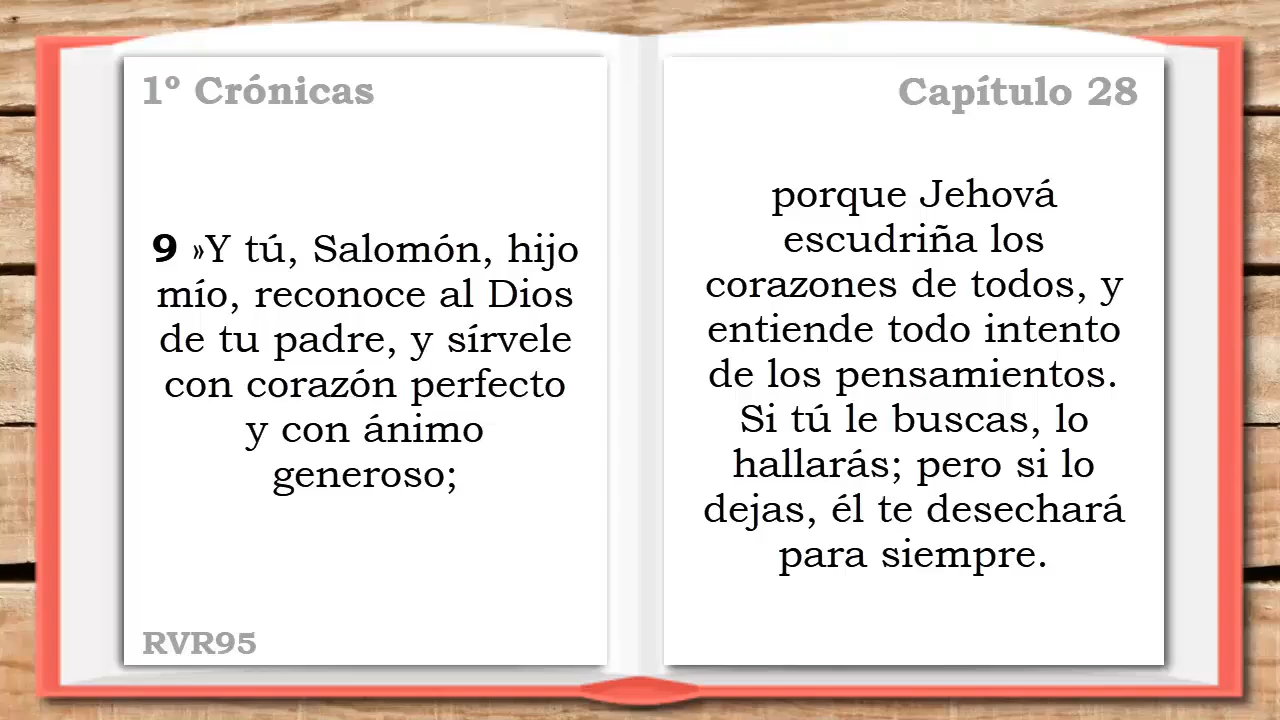 1º Crónicas
9 »Y tú, Salomón, hijo
mío, reconoce al Dios
de tu padre, y sírvele
con corazón perfecto
y con ánimo
generoso;
RVR95
Capítulo 28
porque Jehová
escudriña los
corazones de todos, y
entiende todo intento
de los pensamientos.
Si tú le buscas, lo
hallarás; pero si lo
dejas, él te desechará
para siempre.